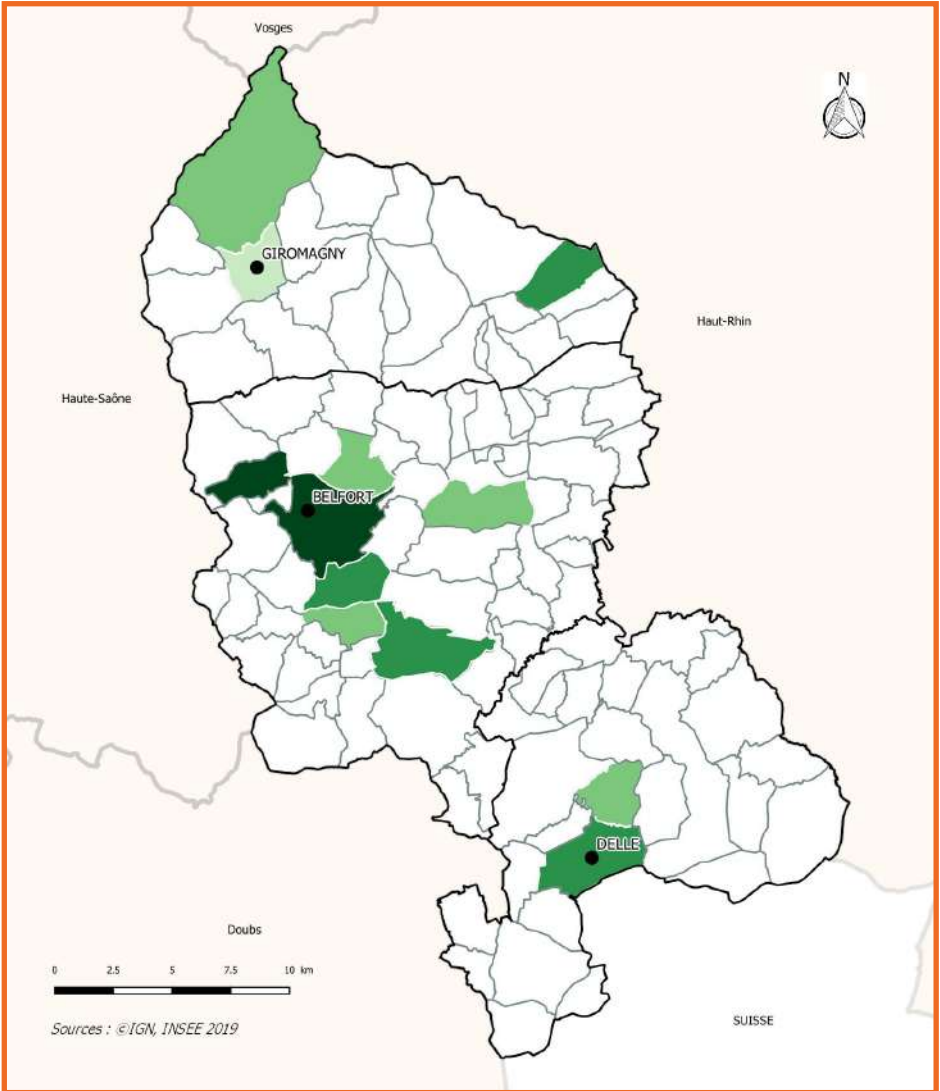 Vosges
N
GIROMAGNY
Haut-Rhin
Haute-Saône
BELFORT
DELLE
Doubs
0 2.5 5 7.5 10 km
SUISSE
Sources : ©IGN, INSEE 2019